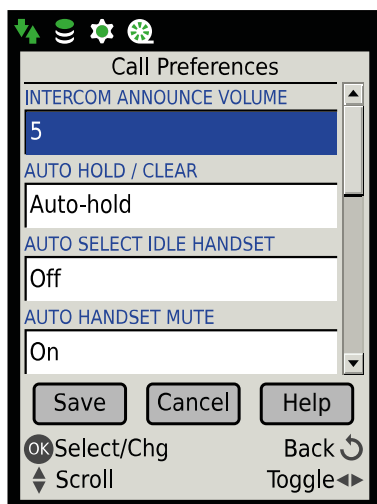 Call Preferences
INTERCOM ANNOUNCE VOLUME
5
AUTO HOLD / CLEAR
Auto-hold
AUTO SELECT IDLE HANDSET
Off
AUTO HANDSET MUTE
On
Save Cancel Help
OK Select/Chg Back
Scroll Toggle